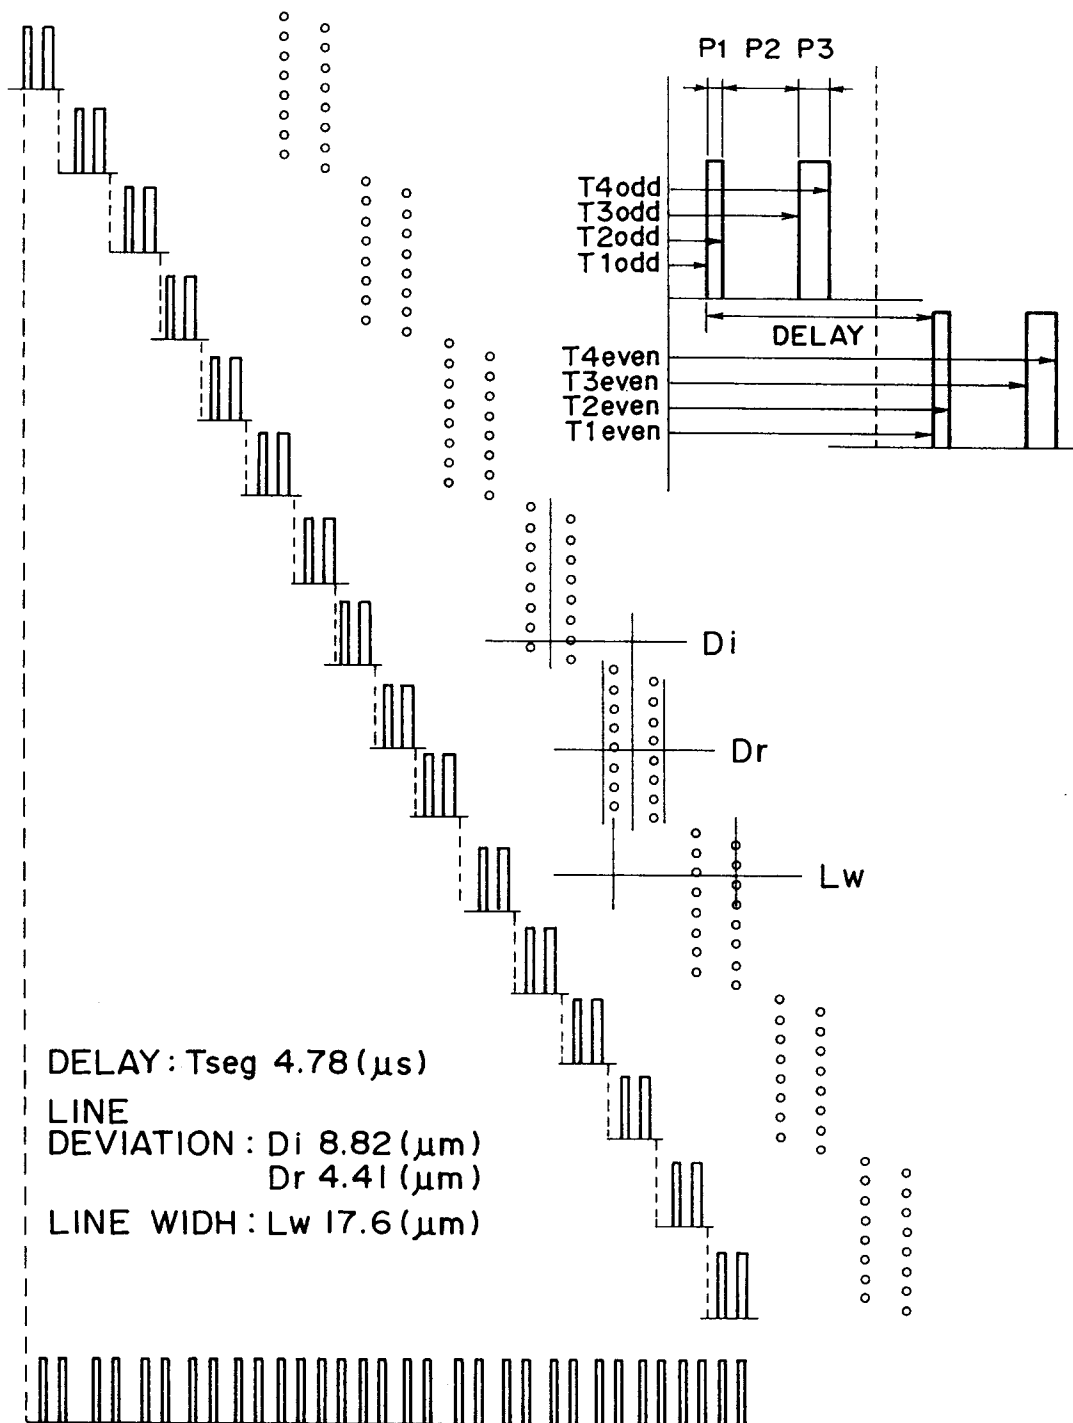 P1 P2 P3
T4odd
T3odd
T2odd
T1odd
DELAY
T4even
T3even
T2even
T1even
Di
Dr
Lw
DELAY: Tseg 4.78 (μs)
LINE
DEVIATION: Di 8.82 (μm)
Dr 4.41 (μm)
LINE WIDH: Lw 17.6 (μm)